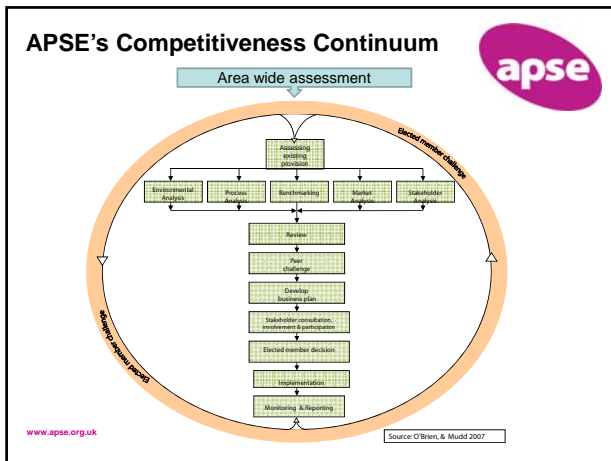 APSE's Competitiveness Continuum
apse
Area wide assessment
Elected member challenge
Assessing
existing
provision
Environmental
Analysis
Process
Analysis
Benchmarking
Market
Analysis
Stakeholder
Analysis
Review
Peer
challenge
Develop
business plan
Stakeholder consultation,
involvement & participation
Elected member decision
Implementation
Monitoring & Reporting
Elected member challenge
www.apse.org.uk
Source: O'Brien, & Mudd 2007